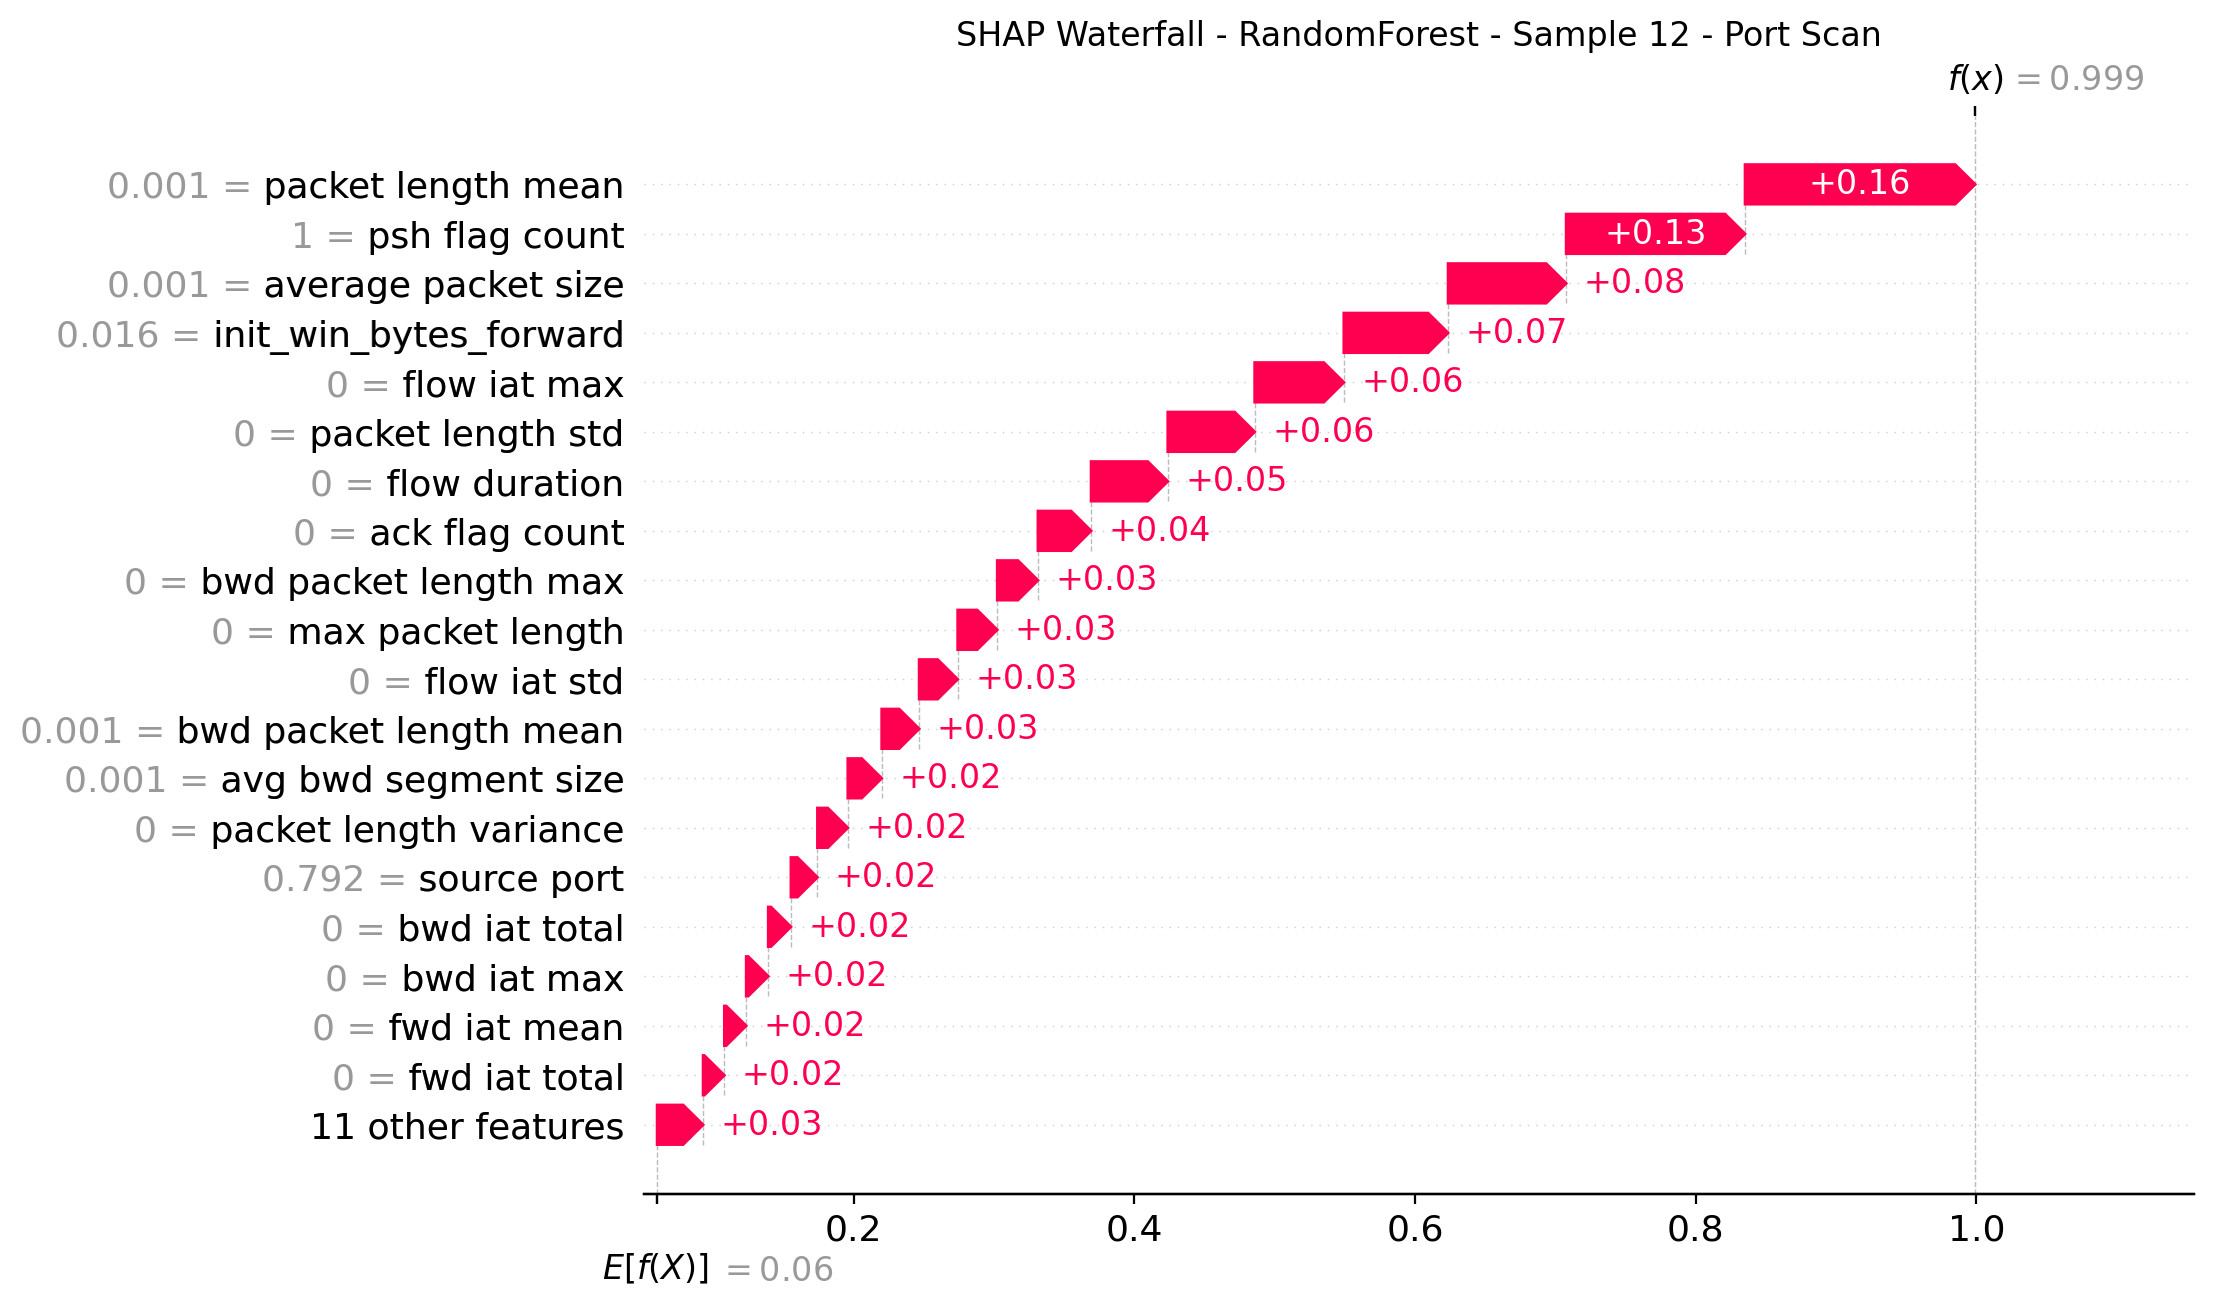 SHAP Waterfall - RandomForest - Sample 12 - Port Scan
f(x) = 0.999
0.001 = packet length mean +0.16
1 = psh flag count +0.13
0.001 = average packet size +0.08
0.016 = init_win_bytes_forward +0.07
0 = flow iat max +0.06
0 = packet length std +0.06
0 = flow duration +0.05
0 = ack flag count +0.04
0 = bwd packet length max +0.03
0 = max packet length +0.03
0 = flow iat std +0.03
0.001 = bwd packet length mean +0.03
0.001 = avg bwd segment size +0.02
0 = packet length variance +0.02
0.792 = source port +0.02
0 = bwd iat total +0.02
0 = bwd iat max +0.02
0 = fwd iat mean +0.02
0 = fwd iat total +0.02
11 other features +0.03
0.2 0.4 0.6 0.8 1.0
E[f(X)] = 0.06